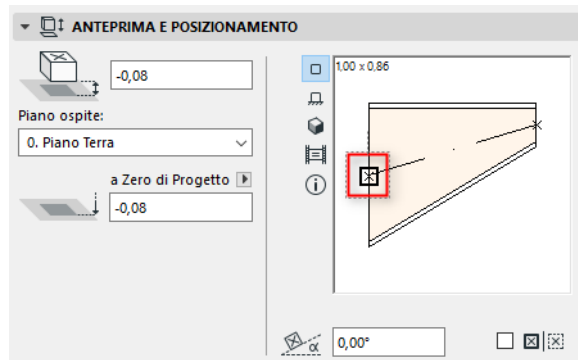 ANTEPRIMA E POSIZIONAMENTO
-0,08
Piano ospite:
0. Piano Terra
a Zero di Progetto
-0,08
1,00 x 0,86
α
0,00°